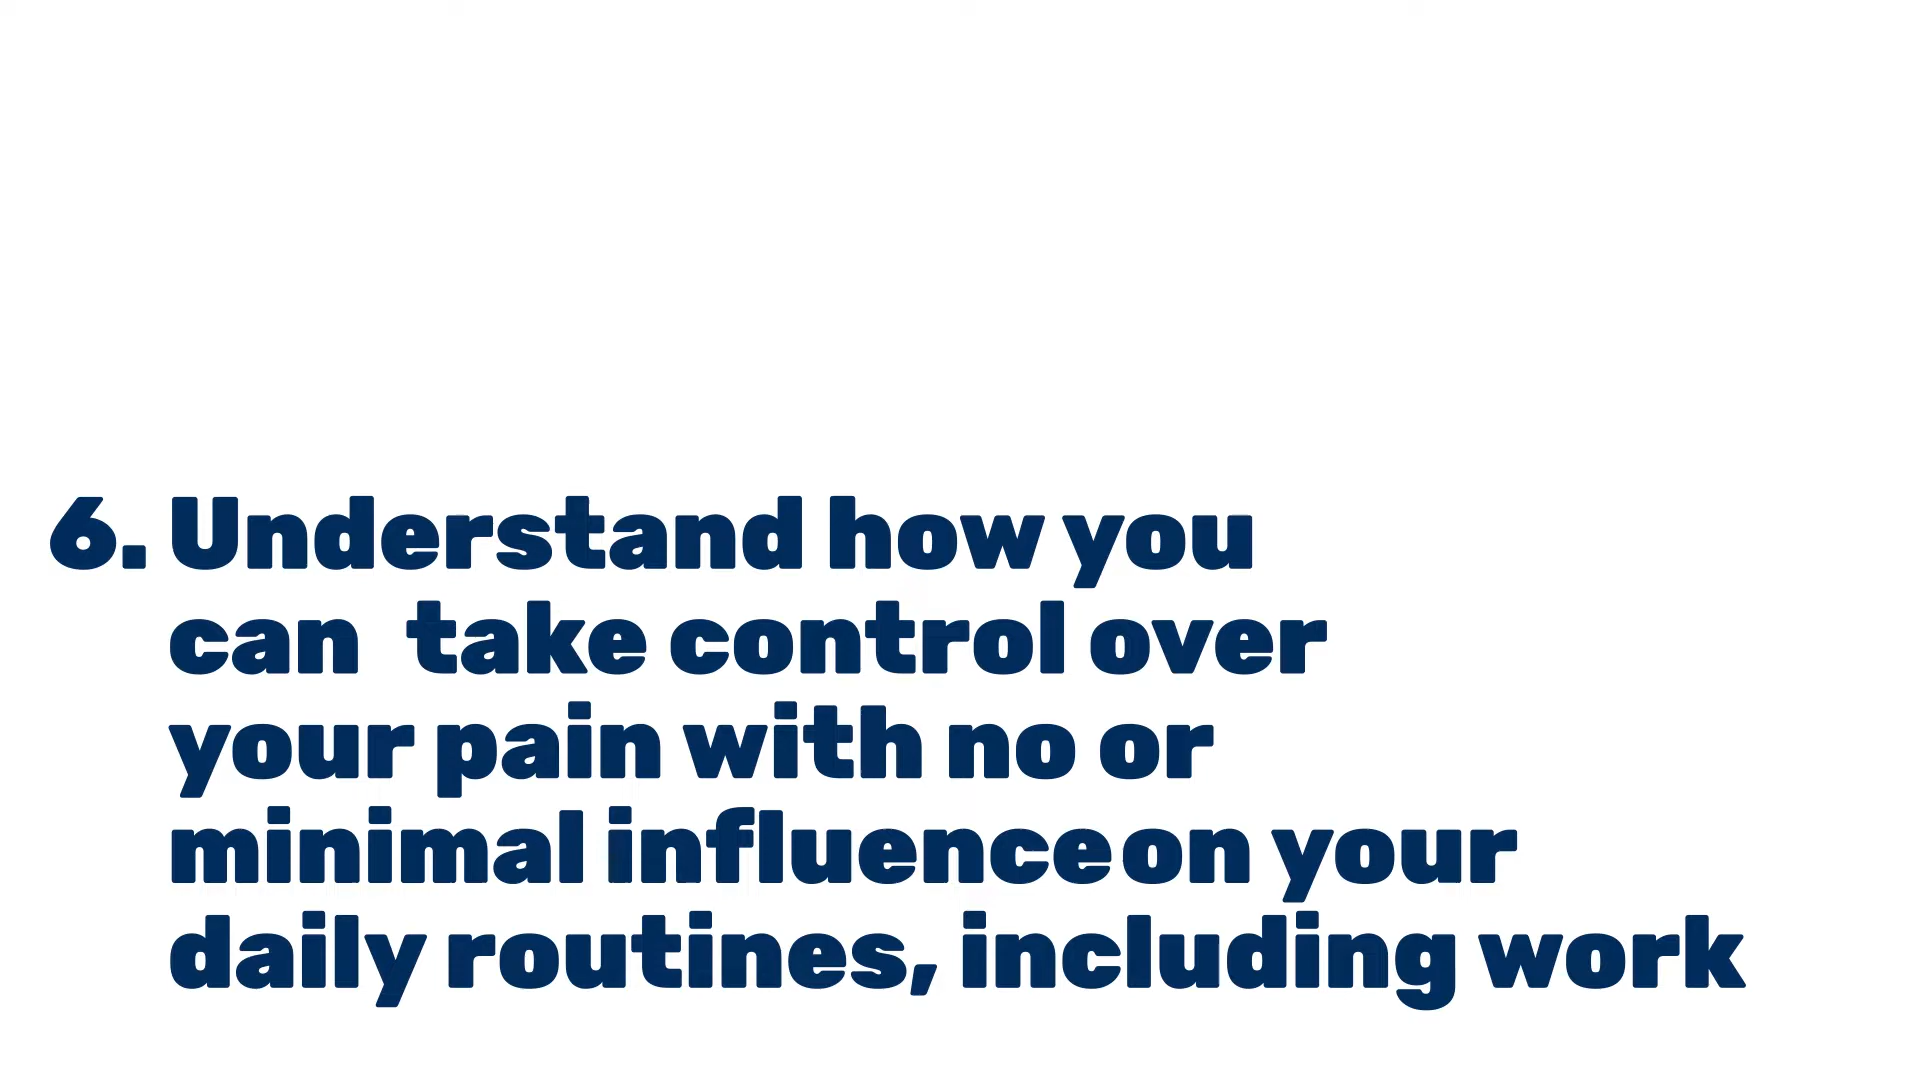 6. Understand how you
can  take control over
your pain with no or
minimal influence on your
daily routines, including work